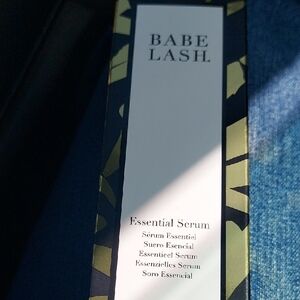 BABE
LASH.
Essential Serum
Sérum Essentiel
Suero Esencial
Essentieel Serum
Essenzielles Serum
Soro Essencial